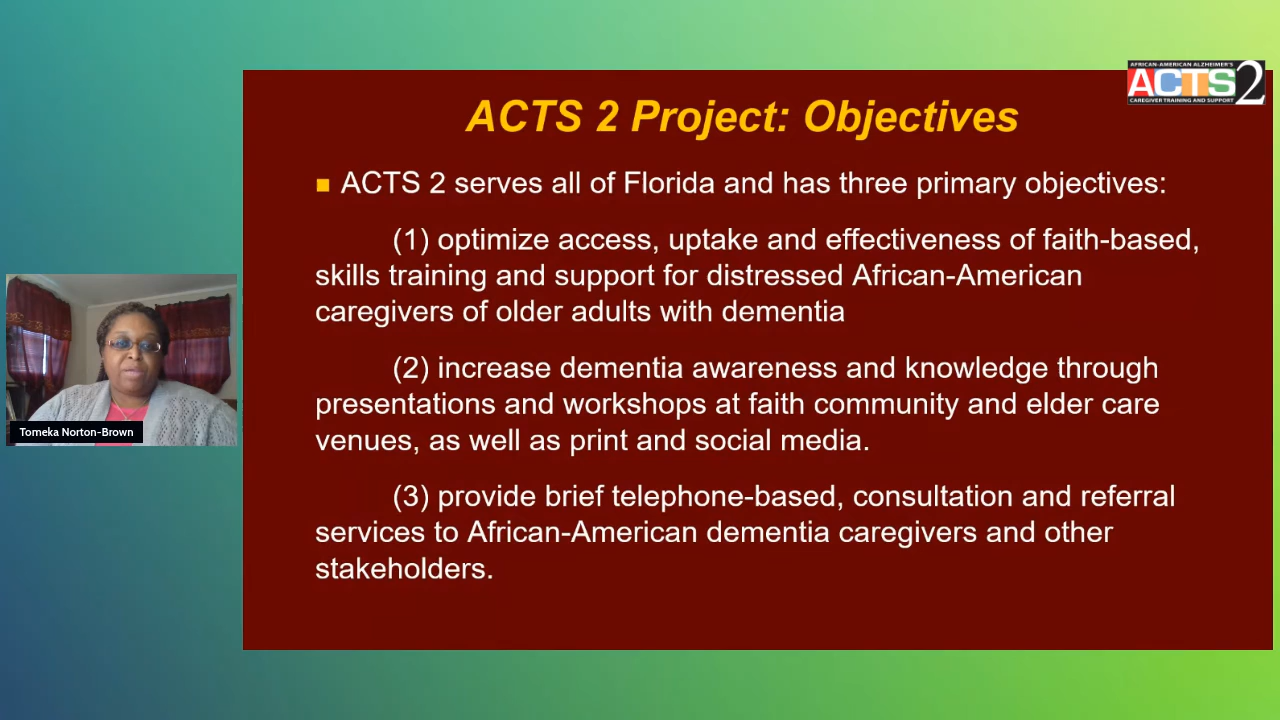 AFRICAN-AMERICAN ALZHEIMER'S
ACTS2
CAREGIVER TRAINING AND SUPPORT
ACTS 2 Project: Objectives
ACTS 2 serves all of Florida and has three primary objectives:
(1) optimize access, uptake and effectiveness of faith-based,
skills training and support for distressed African-American
caregivers of older adults with dementia
(2) increase dementia awareness and knowledge through
presentations and workshops at faith community and elder care
venues, as well as print and social media.
(3) provide brief telephone-based, consultation and referral
services to African-American dementia caregivers and other
stakeholders.
Tomeka Norton-Brown